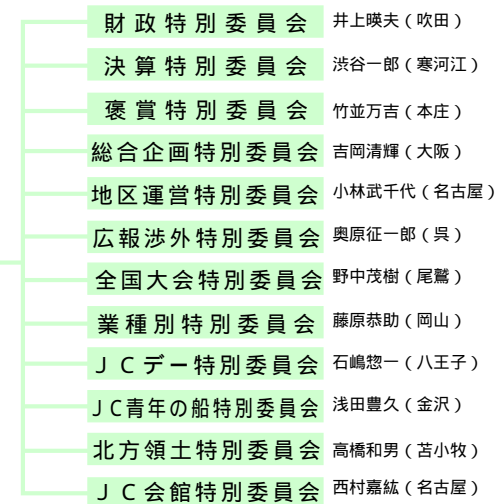 財政特別委員会 井上暎夫(吹田)
決算特別委員会 渋谷一郎(寒河江)
褒賞特別委員会 竹並万吉(本庄)
総合企画特別委員会 吉岡清輝(大阪)
地区運営特別委員会 小林武千代(名古屋)
広報渉外特別委員会 奥原征一郎(呉)
全国大会特別委員会 野中茂樹(尾鷲)
業種別特別委員会 藤原恭助(岡山)
JCデー特別委員会 石嶋惣一(八王子)
JC青年の船特別委員会 浅田豊久(金沢)
北方領土特別委員会 高橋和男(苫小牧)
JC会館特別委員会 西村嘉紘(名古屋)